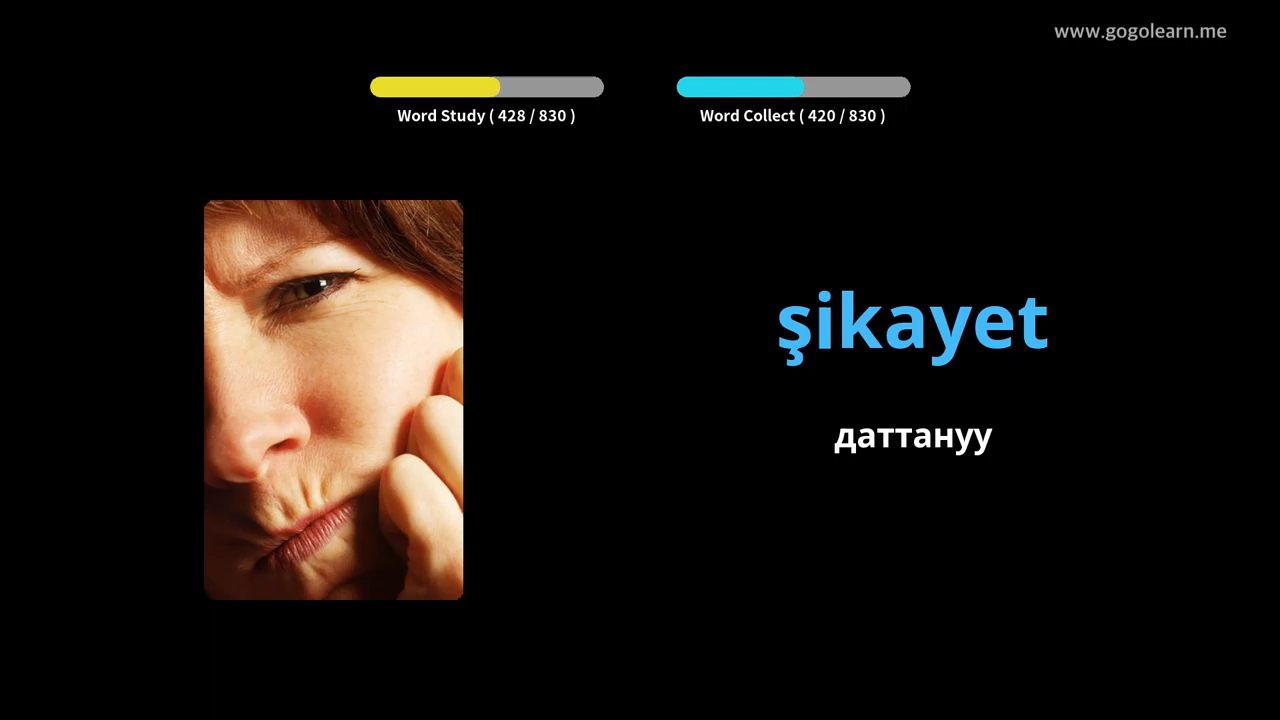 www.gogolearn.me
Word Study ( 428 / 830 )
Word Collect ( 420 / 830 )
şikayet
даттануу